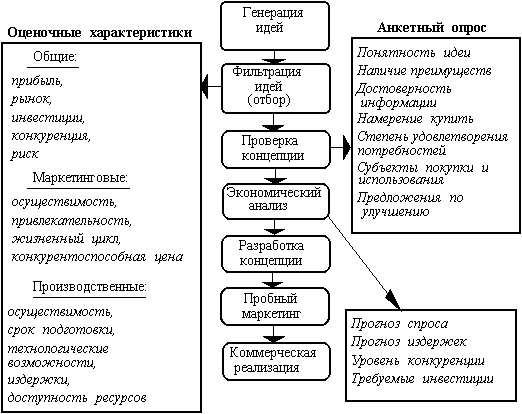 Оценочные характеристики
Общие:
прибыль,
рынок,
инвестиции,
конкуренция,
риск
Маркетинговые:
осуществимость,
привлекательность,
жизненный цикл,
конкурентоспособная цена
Производственные:
осуществимость,
срок подготовки,
технологические
возможности,
издержки,
доступность ресурсов
Генерация
идей
Фильтрация
идей
(отбор)
Проверка
концепции
Экономический
анализ
Разработка
концепции
Пробный
маркетинг
Коммерческая
реализация
Анкетный опрос
Понятность идеи
Наличие преимуществ
Достоверность
информации
Намерение купить
Степень удовлетворения
потребностей
Субъекты покупки и
использования
Предложения по
улучшению
Прогноз спроса
Прогноз издержек
Уровень конкуренции
Требуемые инвестиции